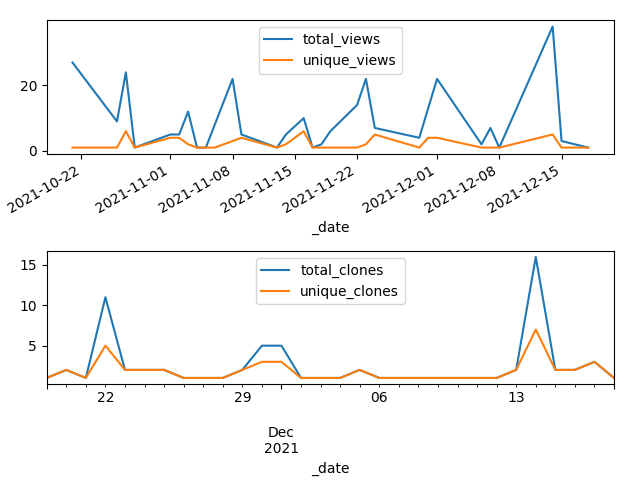 total_views
unique_views
20
0
2021-10-22
2021-11-01
2021-11-08
2021-11-15
2021-11-22
2021-12-01
2021-12-08
2021-12-15
_date
total_clones
unique_clones
15
10
5
22
29
06
13
Dec
2021
_date